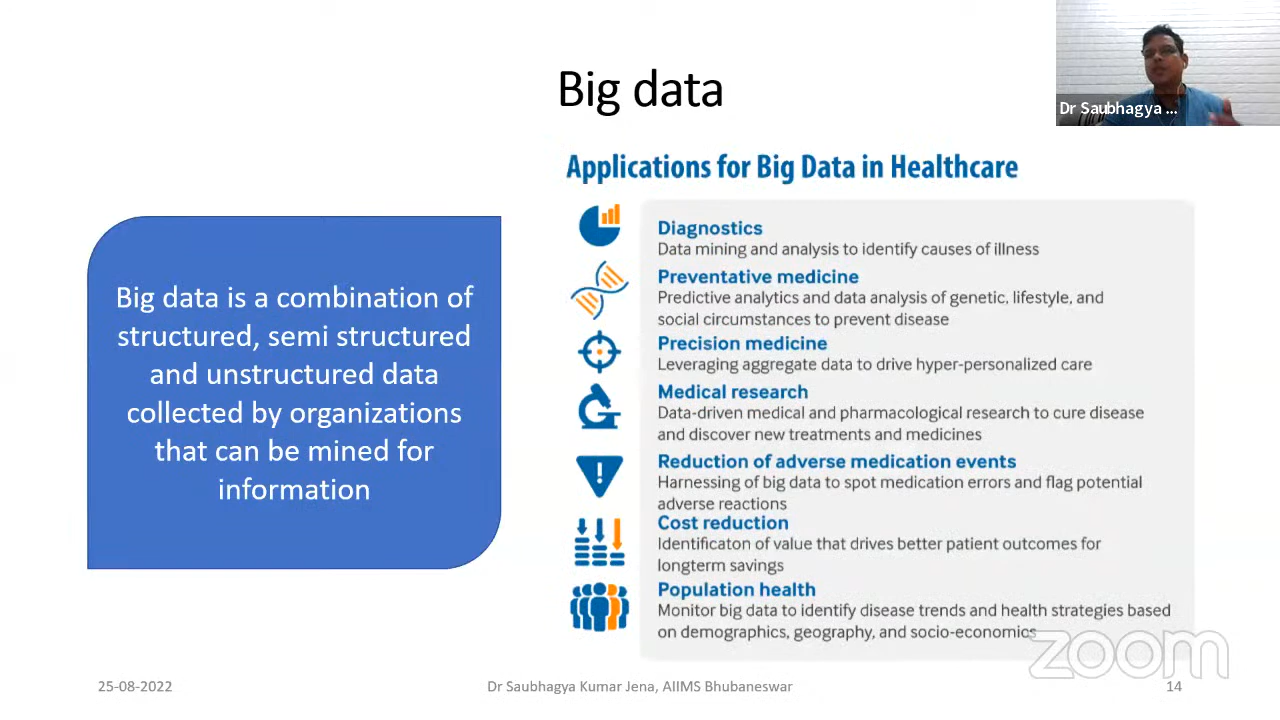 Big data
Dr Saubhagya ...
Applications for Big Data in Healthcare
Big data is a combination of
structured, semi structured
and unstructured data
collected by organizations
that can be mined for
information
Diagnostics
Data mining and analysis to identify causes of illness
Preventative medicine
Predictive analytics and data analysis of genetic, lifestyle, and
social circumstances to prevent disease
Precision medicine
Leveraging aggregate data to drive hyper-personalized care
Medical research
Data-driven medical and pharmacological research to cure disease
and discover new treatments and medicines
Reduction of adverse medication events
Harnessing of big data to spot medication errors and flag potential
adverse reactions
Cost reduction
Identificaton of value that drives better patient outcomes for
longterm savings
Population health
Monitor big data to identify disease trends and health strategies based
on demographics, geography, and socio-economics
zoom
25-08-2022
Dr Saubhagya Kumar Jena, AIIMS Bhubaneswar
14